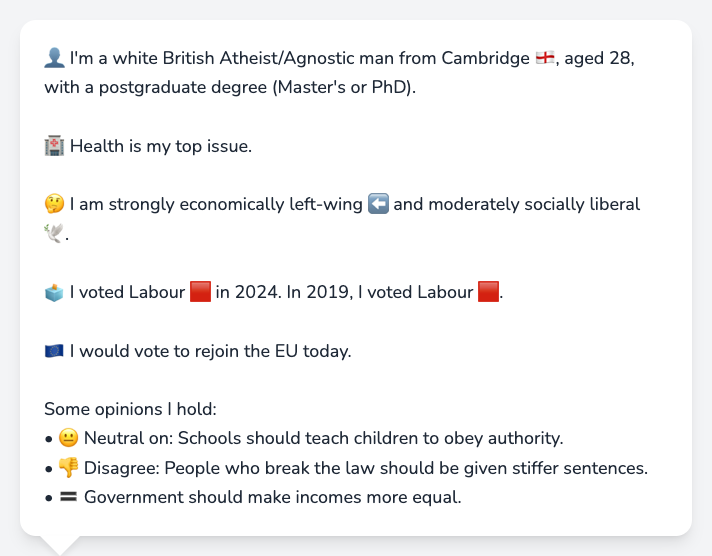 👤 I'm a white British Atheist/Agnostic man from Cambridge 🏴󠁧󠁢󠁥󠁮󠁧󠁿, aged 28,
with a postgraduate degree (Master's or PhD).
🏥 Health is my top issue.
🤔 I am strongly economically left-wing ⬅️ and moderately socially liberal
🕊️.
🗳️ I voted Labour 🟥 in 2024. In 2019, I voted Labour 🟥.
🇪🇺 I would vote to rejoin the EU today.
Some opinions I hold:
• 😐 Neutral on: Schools should teach children to obey authority.
• 👎 Disagree: People who break the law should be given stiffer sentences.
• 🟰 Government should make incomes more equal.